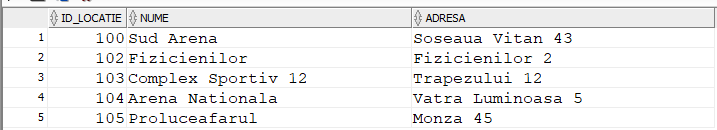 ID_LOCATIE NUME ADRESA
1 100 Sud Arena Soseaua Vitan 43
2 102 Fizicienilor Fizicienilor 2
3 103 Complex Sportiv 12 Trapezului 12
4 104 Arena Nationala Vatra Luminoasa 5
5 105 Proluceafarul Monza 45